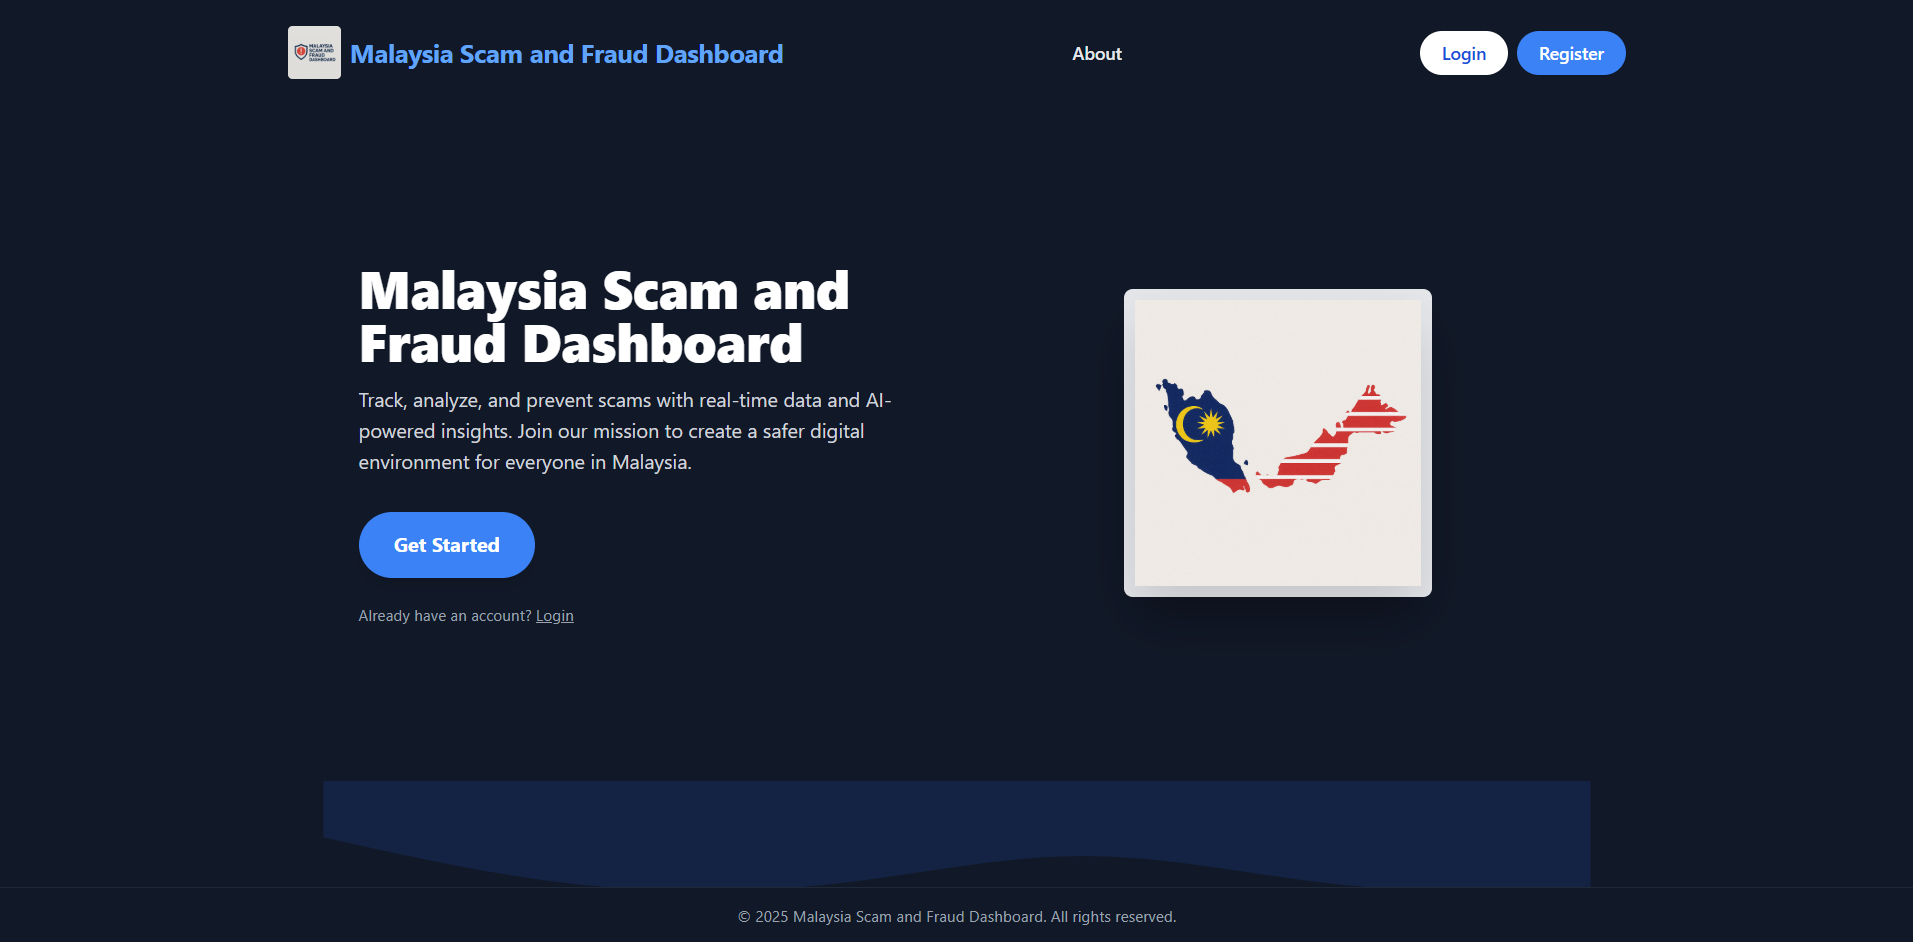 MALAYSIA
SCAM AND
FRAUD
DASHBOARD
Malaysia Scam and Fraud Dashboard
About
Login
Register
Malaysia Scam and
Fraud Dashboard
Track, analyze, and prevent scams with real-time data and AI-
powered insights. Join our mission to create a safer digital
environment for everyone in Malaysia.
Get Started
Already have an account? Login
© 2025 Malaysia Scam and Fraud Dashboard. All rights reserved.